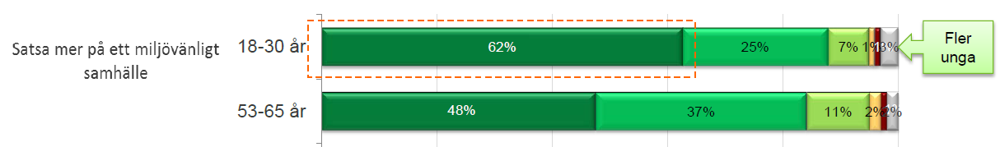 Satsa mer på ett miljövänligt
samhälle
18-30 år
62%
25%
7%
1%
1
3%
Fler
unga
53-65 år
48%
37%
11%
2%
2%